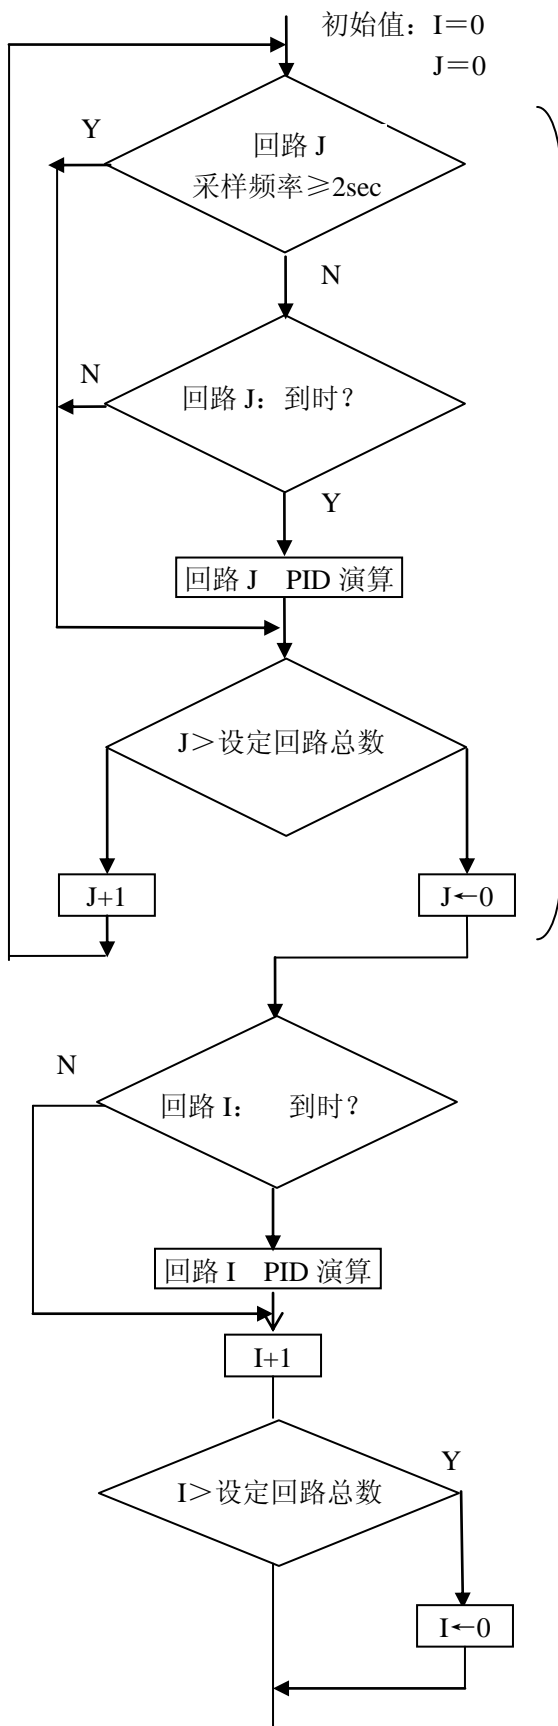 初始值：I＝0
J＝0
Y
回路 J
采样频率≥2sec
N
N
回路 J：到时？
Y
回路 J PID 演算
J＞设定回路总数
J+1
J←0
N
回路 I： 到时？
回路 I PID 演算
I+1
Y
I＞设定回路总数
I←0